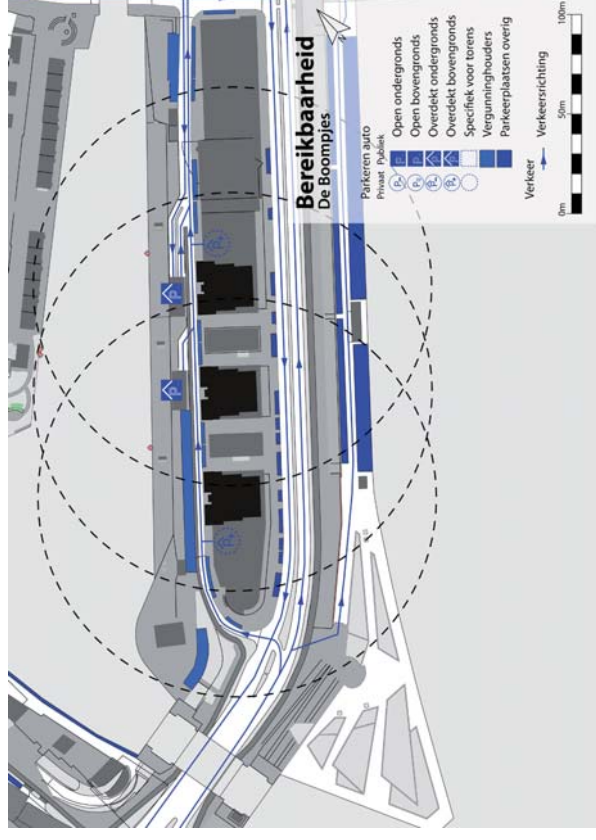 Bereikbaarheid
De Boompjes
Parkeren auto
Privaat Publiek
Open ondergronds
Open bovengronds
Overdekt ondergronds
Overdekt bovengronds
Specifiek voor torens
Vergunninghouders
Parkeerplaatsen overig
Verkeer
Verkeersrichting
0m 50m 100m